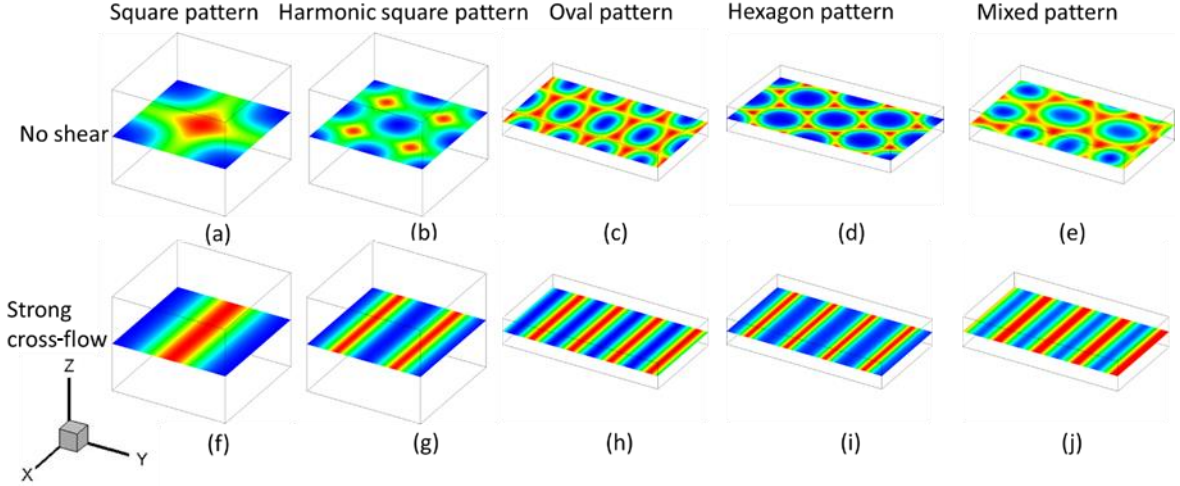 Square pattern Harmonic square pattern Oval pattern Hexagon pattern Mixed pattern
No shear
(a) (b) (c) (d) (e)
Strong
cross-flow
Z
X Y
(f) (g) (h) (i) (j)